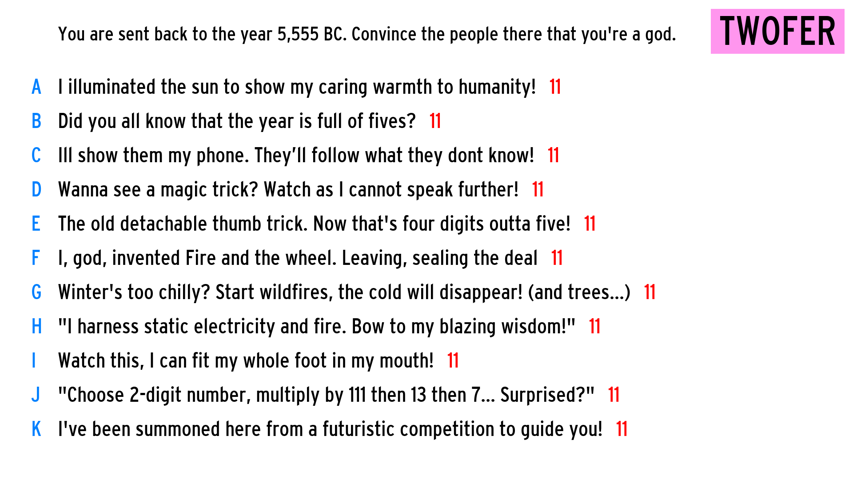 You are sent back to the year 5,555 BC. Convince the people there that you're a god.
TWOFER
A I illuminated the sun to show my caring warmth to humanity! 11
B Did you all know that the year is full of fives? 11
C Ill show them my phone. They’ll follow what they dont know! 11
D Wanna see a magic trick? Watch as I cannot speak further! 11
E The old detachable thumb trick. Now that's four digits outta five! 11
F I, god, invented Fire and the wheel. Leaving, sealing the deal 11
G Winter's too chilly? Start wildfires, the cold will disappear! (and trees...) 11
H "I harness static electricity and fire. Bow to my blazing wisdom!" 11
I Watch this, I can fit my whole foot in my mouth! 11
J "Choose 2-digit number, multiply by 111 then 13 then 7... Surprised?" 11
K I've been summoned here from a futuristic competition to guide you! 11